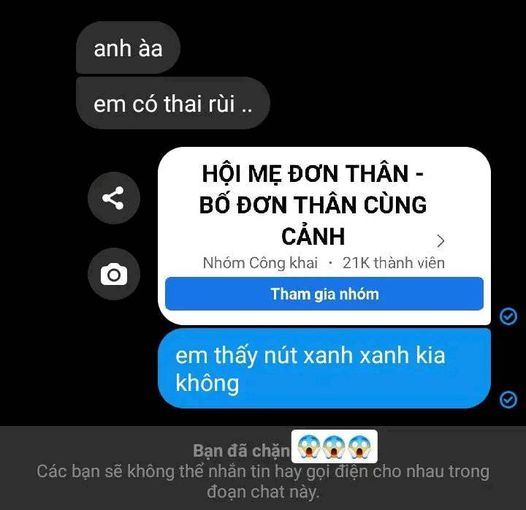 anh àa
em có thai rùi ..
HỘI MẸ ĐƠN THÂN -
BỐ ĐƠN THÂN CÙNG
CẢNH
Nhóm Công khai · 21K thành viên
Tham gia nhóm
em thấy nút xanh xanh kia
không
Bạn đã chặn 😱😱😱
Các bạn sẽ không thể nhắn tin hay gọi điện cho nhau trong
đoạn chat này.